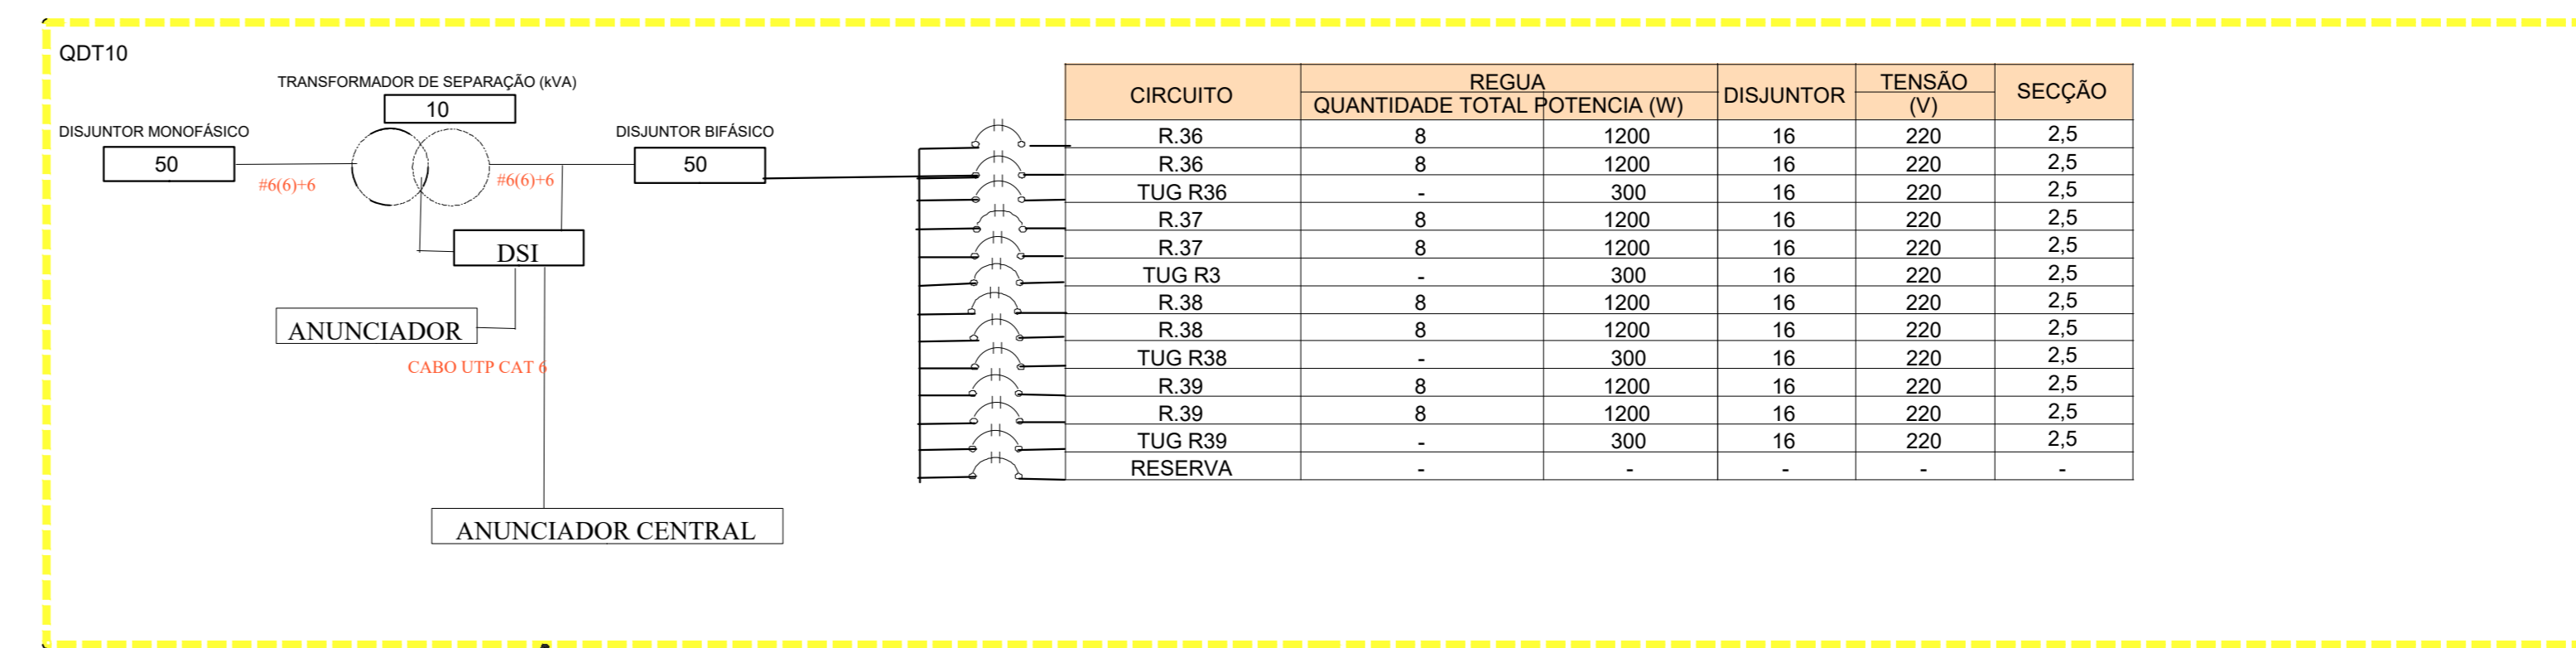 QDT10
TRANSFORMADOR DE SEPARAÇÃO (kVA)
10
DISJUNTOR MONOFÁSICO
50
#6(6)+6
#6(6)+6
DISJUNTOR BIFÁSICO
50
DSI
ANUNCIADOR
CABO UTP CAT 6
ANUNCIADOR CENTRAL
CIRCUITO REGUA DISJUNTOR TENSÃO SECÇÃO
QUANTIDADE TOTAL POTENCIA (W) (V)
R.36 8 1200 16 220 2,5
R.36 8 1200 16 220 2,5
TUG R36 - 300 16 220 2,5
R.37 8 1200 16 220 2,5
R.37 8 1200 16 220 2,5
TUG R3 - 300 16 220 2,5
R.38 8 1200 16 220 2,5
R.38 8 1200 16 220 2,5
TUG R38 - 300 16 220 2,5
R.39 8 1200 16 220 2,5
R.39 8 1200 16 220 2,5
TUG R39 - 300 16 220 2,5
RESERVA - - - - -